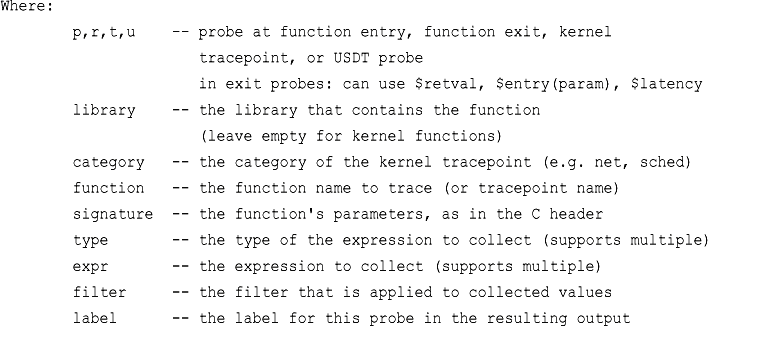 Where:
p,r,t,u -- probe at function entry, function exit, kernel
tracepoint, or USDT probe
in exit probes: can use $retval, $entry(param), $latency
library -- the library that contains the function
(leave empty for kernel functions)
category -- the category of the kernel tracepoint (e.g. net, sched)
function -- the function name to trace (or tracepoint name)
signature -- the function's parameters, as in the C header
type -- the type of the expression to collect (supports multiple)
expr -- the expression to collect (supports multiple)
filter -- the filter that is applied to collected values
label -- the label for this probe in the resulting output